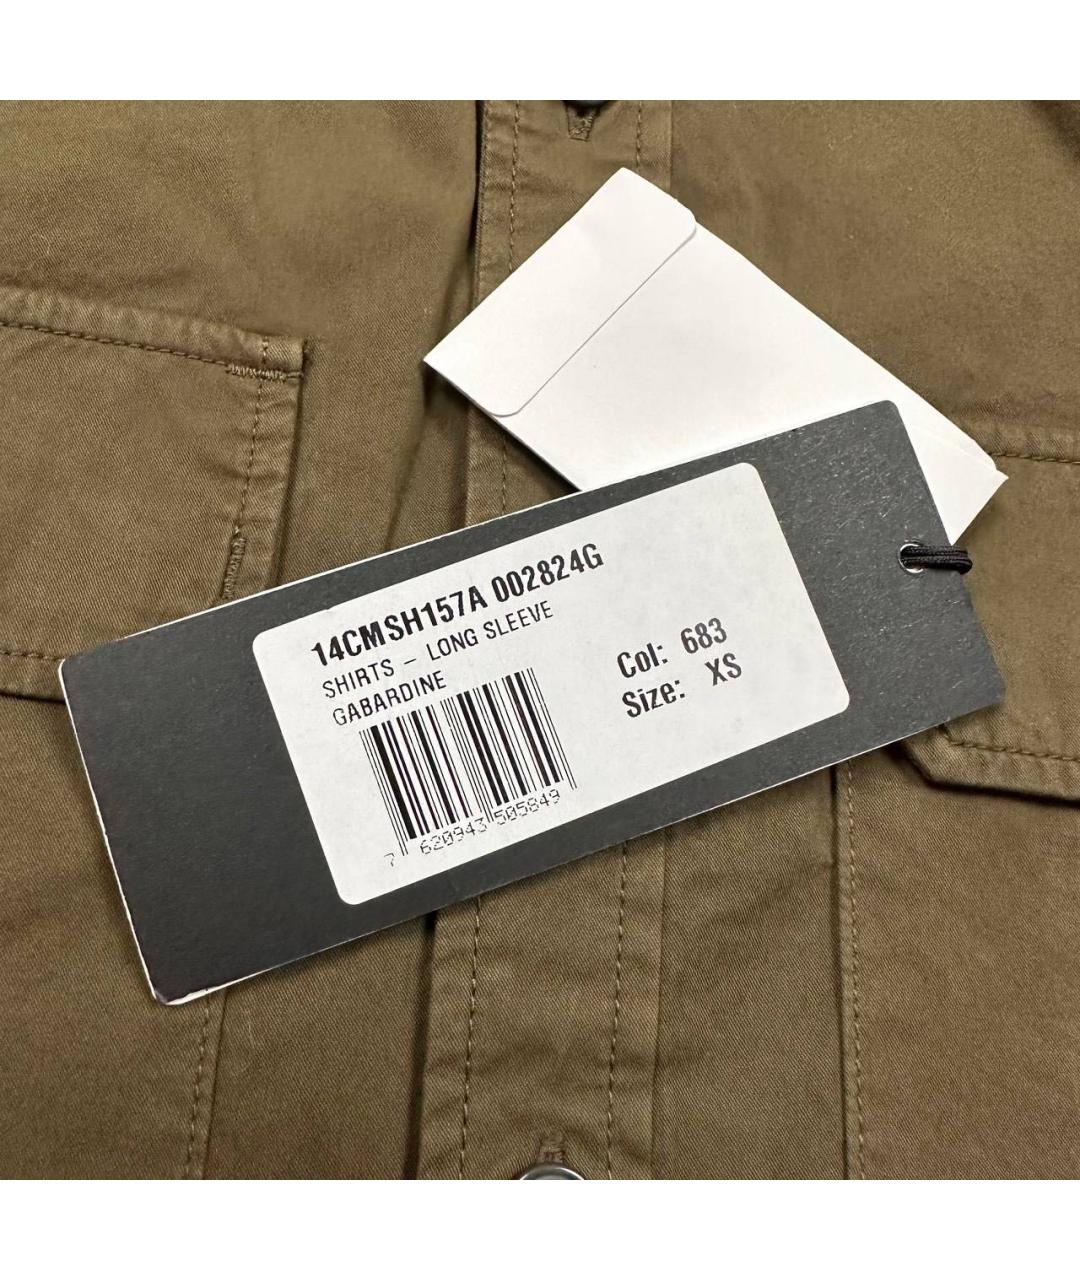 14CMSH157A 002824G
SHIRTS – LONG SLEEVE
GABARDINE
Col: 683
Size: XS
7 620943 505849